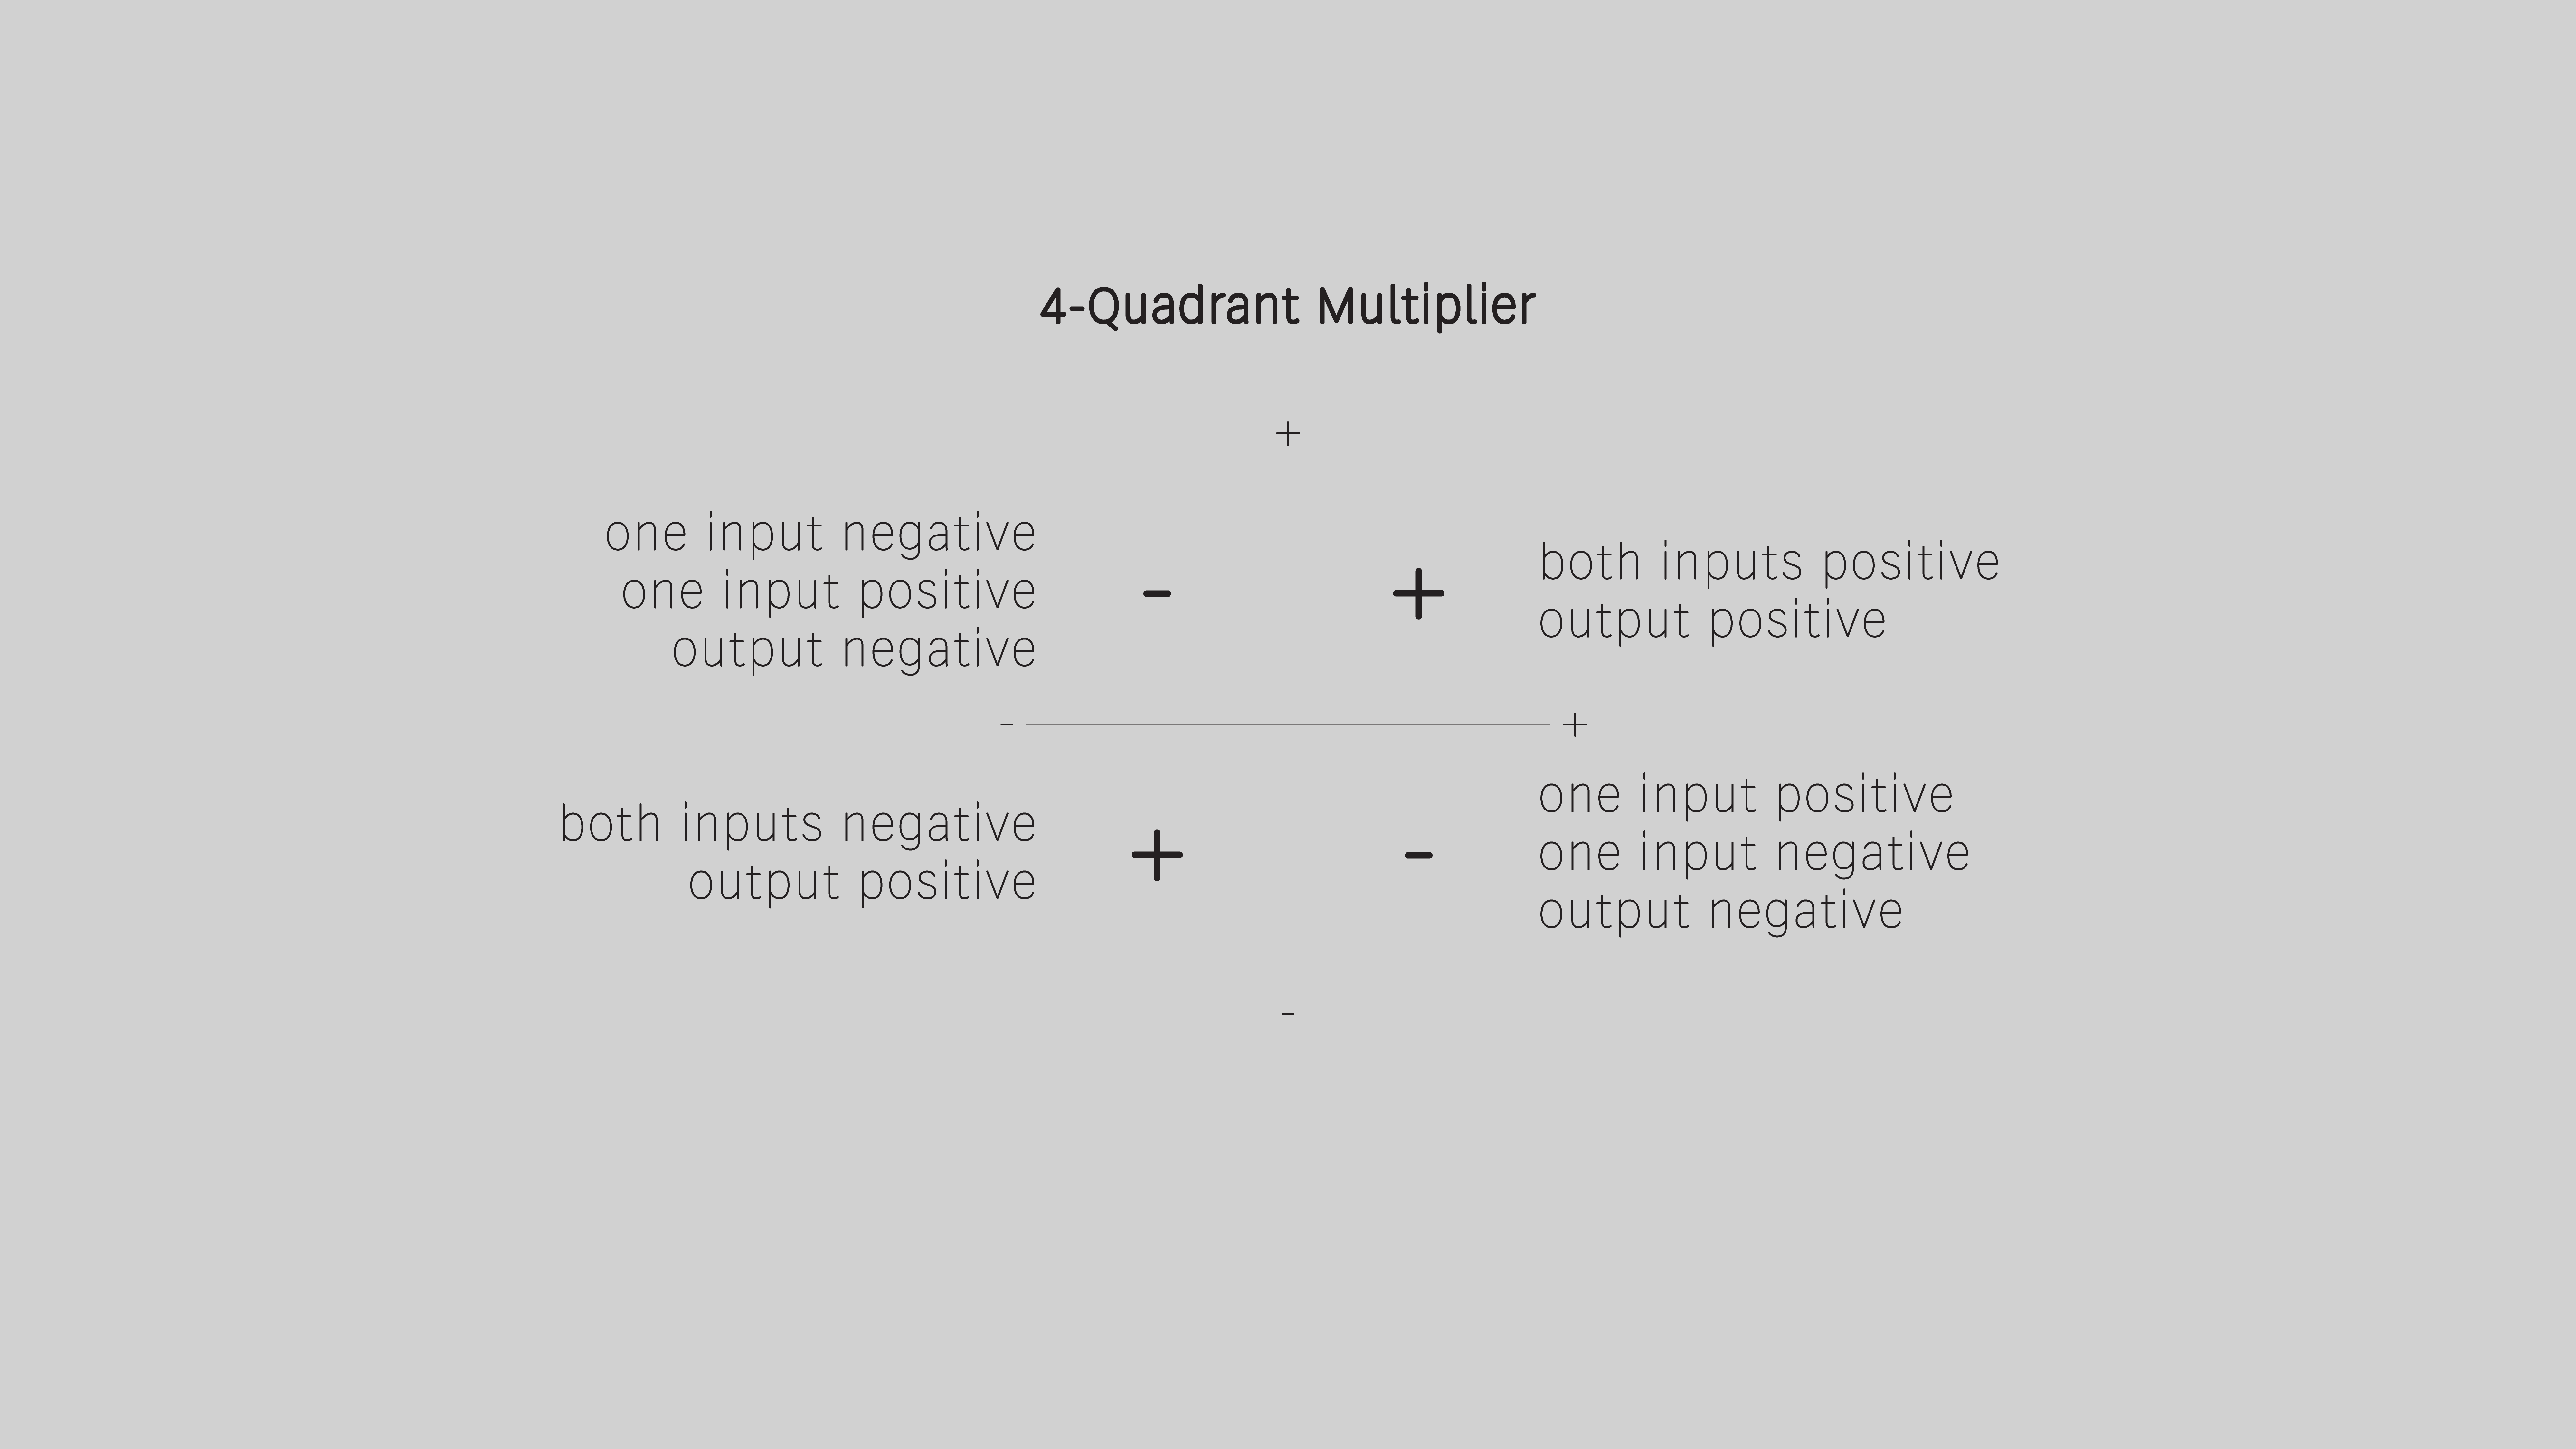 4-Quadrant Multiplier
+
one input negative
one input positive
output negative
-
+
both inputs positive
output positive
-
+
both inputs negative
output positive
+
-
one input positive
one input negative
output negative
-